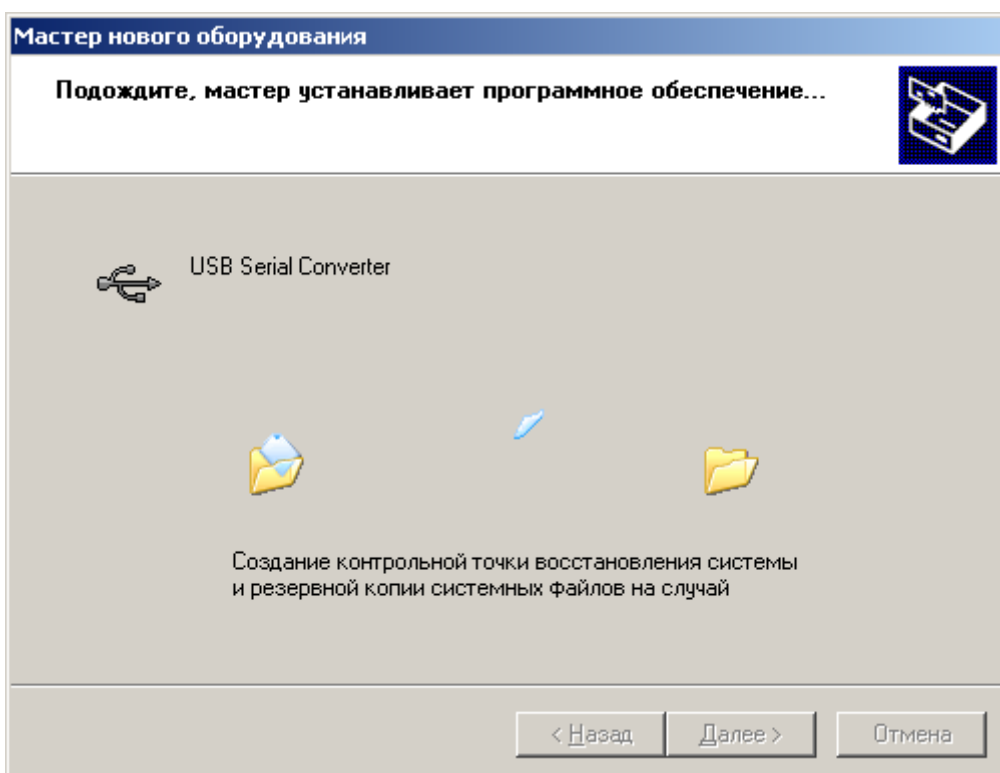 Мастер нового оборудования
Подождите, мастер устанавливает программное обеспечение...
USB Serial Converter
Создание контрольной точки восстановления системы
и резервной копии системных файлов на случай
< Назад
Далее >
Отмена